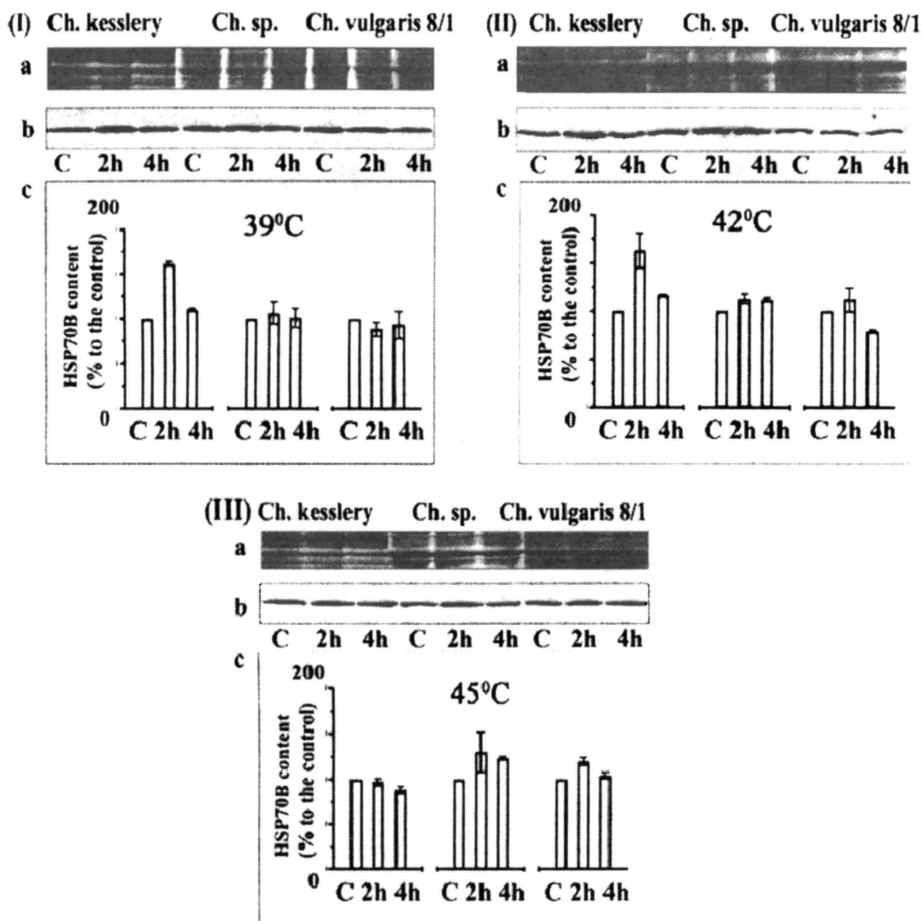 (I) Ch. kesslery Ch. sp. Ch. vulgaris 8/1
a
b
C 2h 4h C 2h 4h C 2h 4h
c
200
39⁰C
HSP70B content
(% to the control)
0
C 2h 4h C 2h 4h C 2h 4h
(II) Ch. kesslery Ch. sp. Ch. vulgaris 8/1
a
b
C 2h 4h C 2h 4h C 2h 4h
c
200
42⁰C
HSP70B content
(% to the control)
0
C 2h 4h C 2h 4h C 2h 4h
(III) Ch. kesslery Ch. sp. Ch. vulgaris 8/1
a
b
C 2h 4h C 2h 4h C 2h 4h
c
200
45⁰C
HSP70B content
(% to the control)
0
C 2h 4h C 2h 4h C 2h 4h